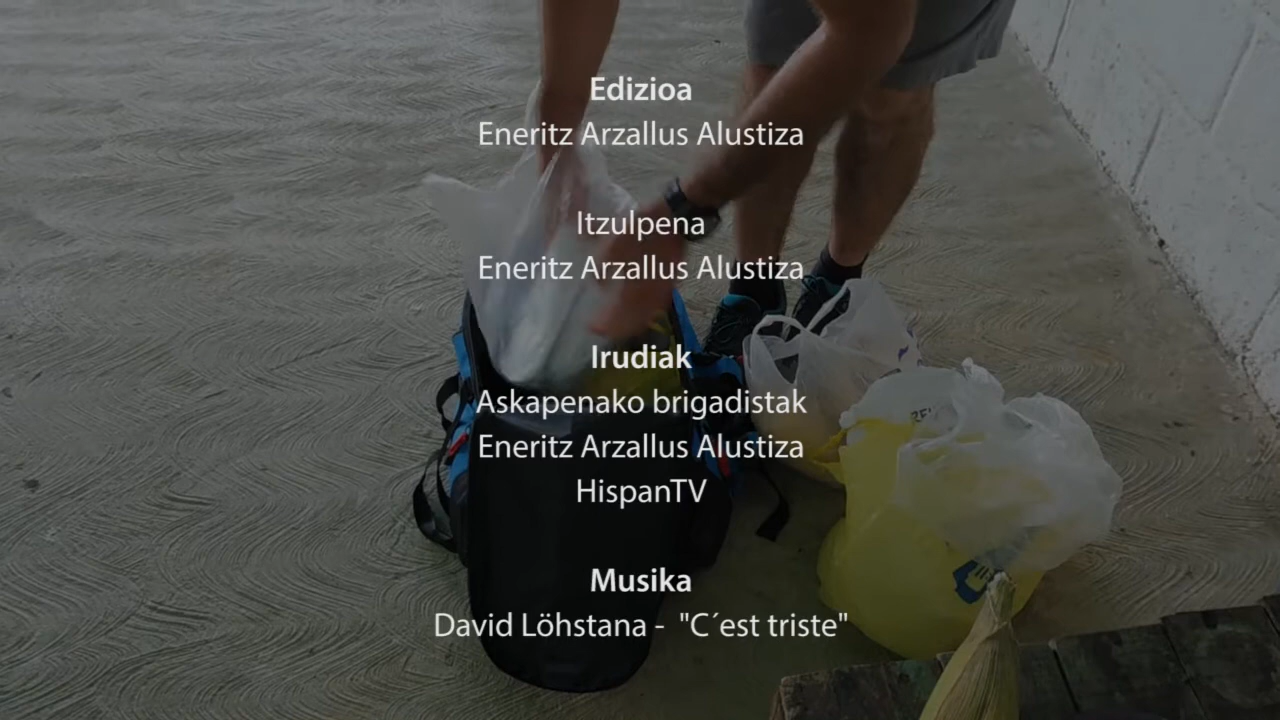 Edizioa
Eneritz Arzallus Alustiza
Itzulpena
Eneritz Arzallus Alustiza
Irudiak
Askapenako brigadistak
Eneritz Arzallus Alustiza
HispanTV
Musika
David Löhstana - "C´est triste"